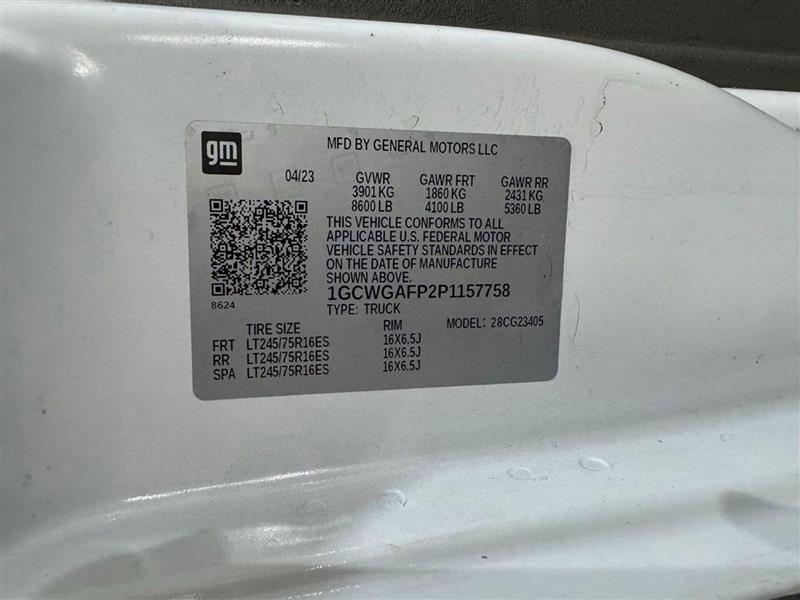 gm
MFD BY GENERAL MOTORS LLC
04/23 GVWR GAWR FRT GAWR RR
3901 KG 1860 KG 2431 KG
8600 LB 4100 LB 5360 LB
THIS VEHICLE CONFORMS TO ALL
APPLICABLE U.S. FEDERAL MOTOR
VEHICLE SAFETY STANDARDS IN EFFECT
ON THE DATE OF MANUFACTURE
SHOWN ABOVE.
8624
1GCWGAFP2P1157758
TYPE: TRUCK MODEL: 28CG23405
TIRE SIZE RIM
FRT LT245/75R16ES 16X6.5J
RR LT245/75R16ES 16X6.5J
SPA LT245/75R16ES 16X6.5J